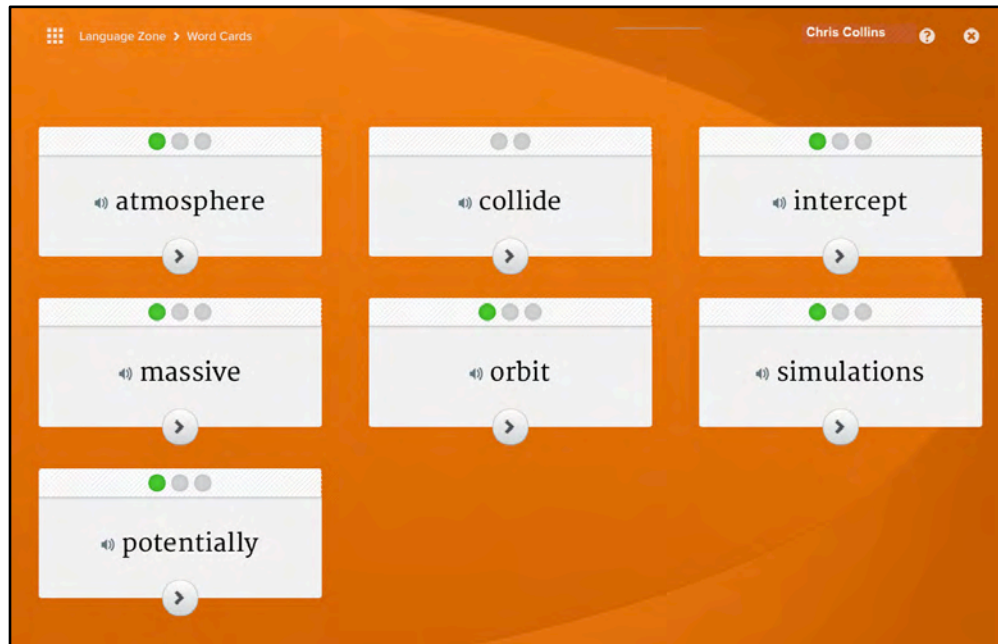 Language Zone > Word Cards
Chris Collins ?
atmosphere
collide
intercept
massive
orbit
simulations
potentially